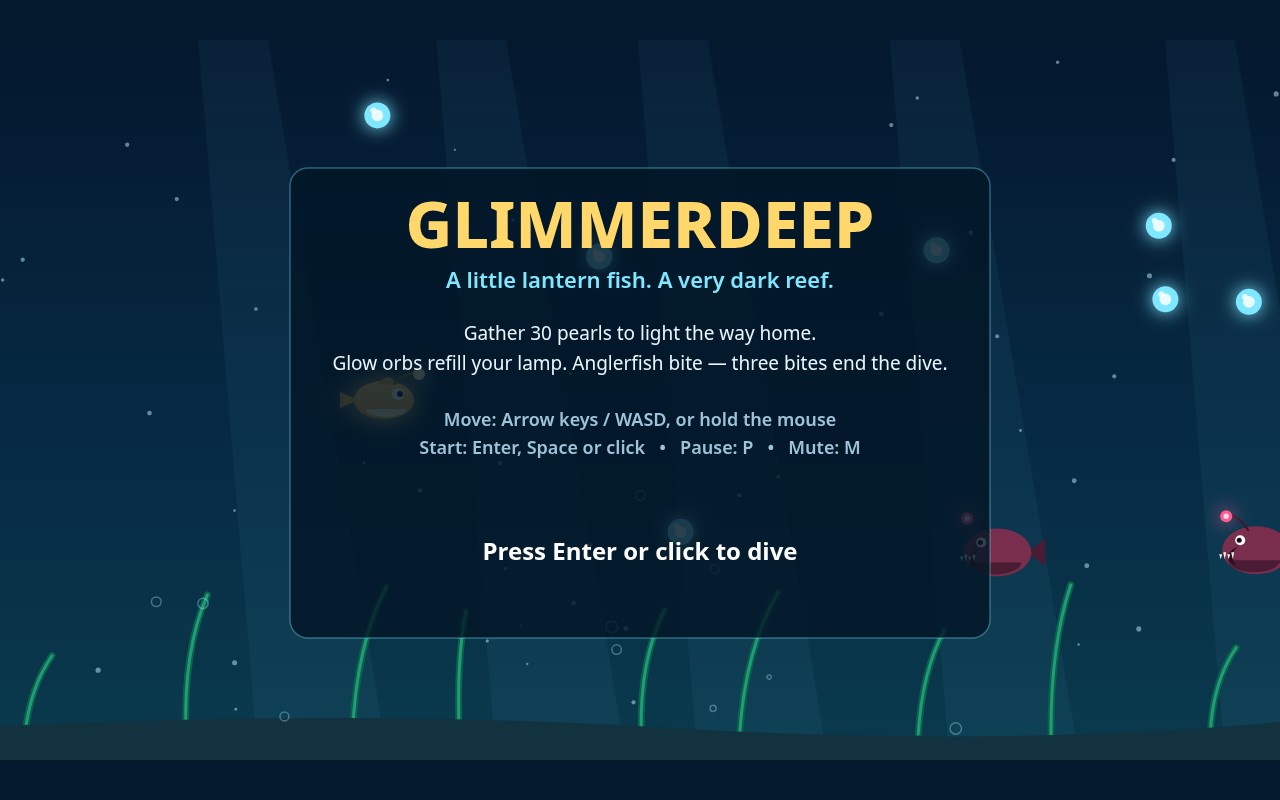 GLIMMERDEEP
A little lantern fish. A very dark reef.
Gather 30 pearls to light the way home.
Glow orbs refill your lamp. Anglerfish bite — three bites end the dive.
Move: Arrow keys / WASD, or hold the mouse
Start: Enter, Space or click • Pause: P • Mute: M
Press Enter or click to dive